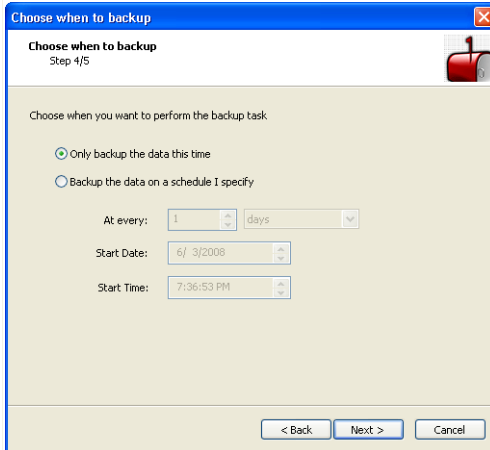 Choose when to backup
Choose when to backup
Step 4/5
Choose when you want to perform the backup task
Only backup the data this time
Backup the data on a schedule I specify
At every: 1 days
Start Date: 6/ 3/2008
Start Time: 7:36:53 PM
< Back Next > Cancel